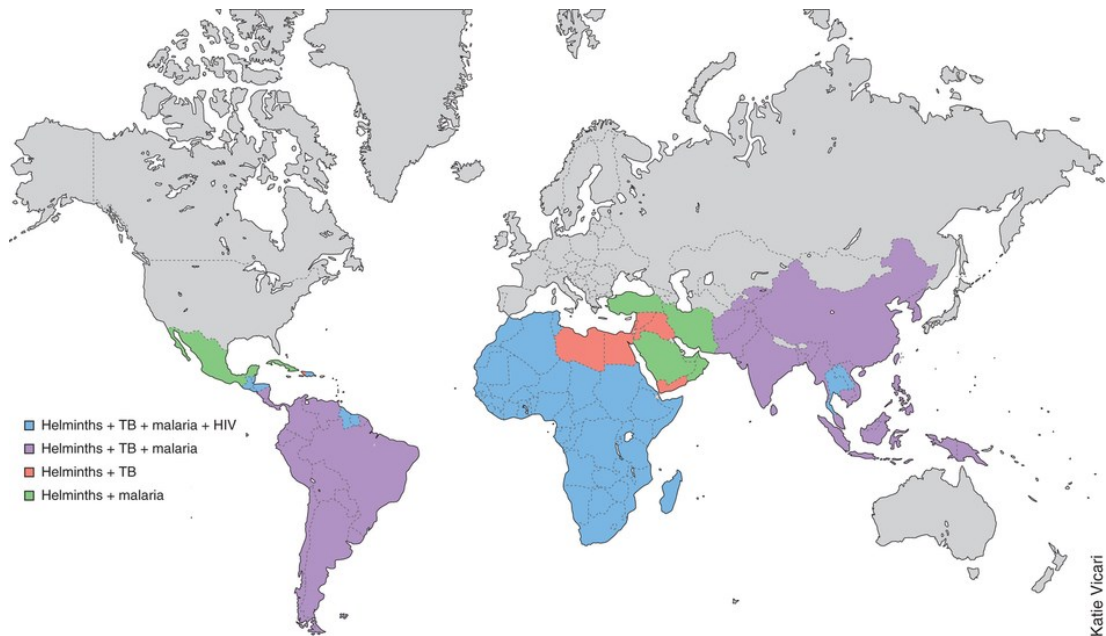 Helminths + TB + malaria + HIV
Helminths + TB + malaria
Helminths + TB
Helminths + malaria
Katie Vicari